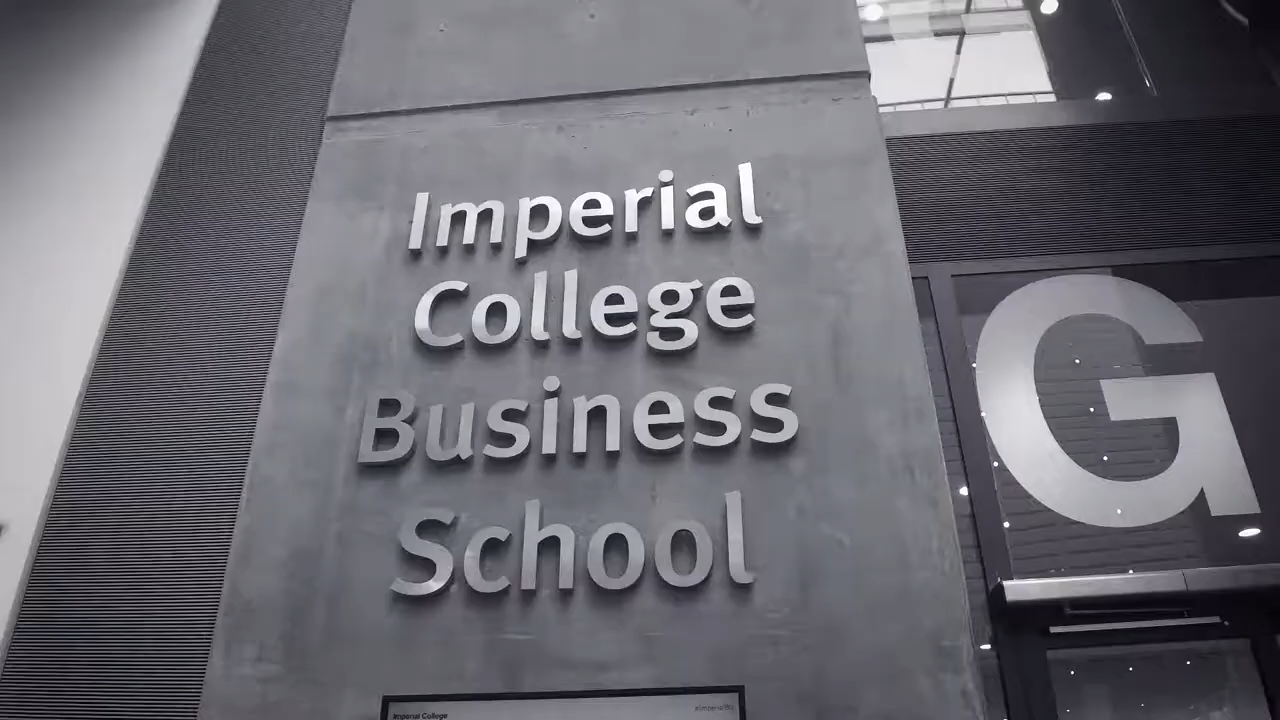 Imperial
College
Business
School
G
Imperial College